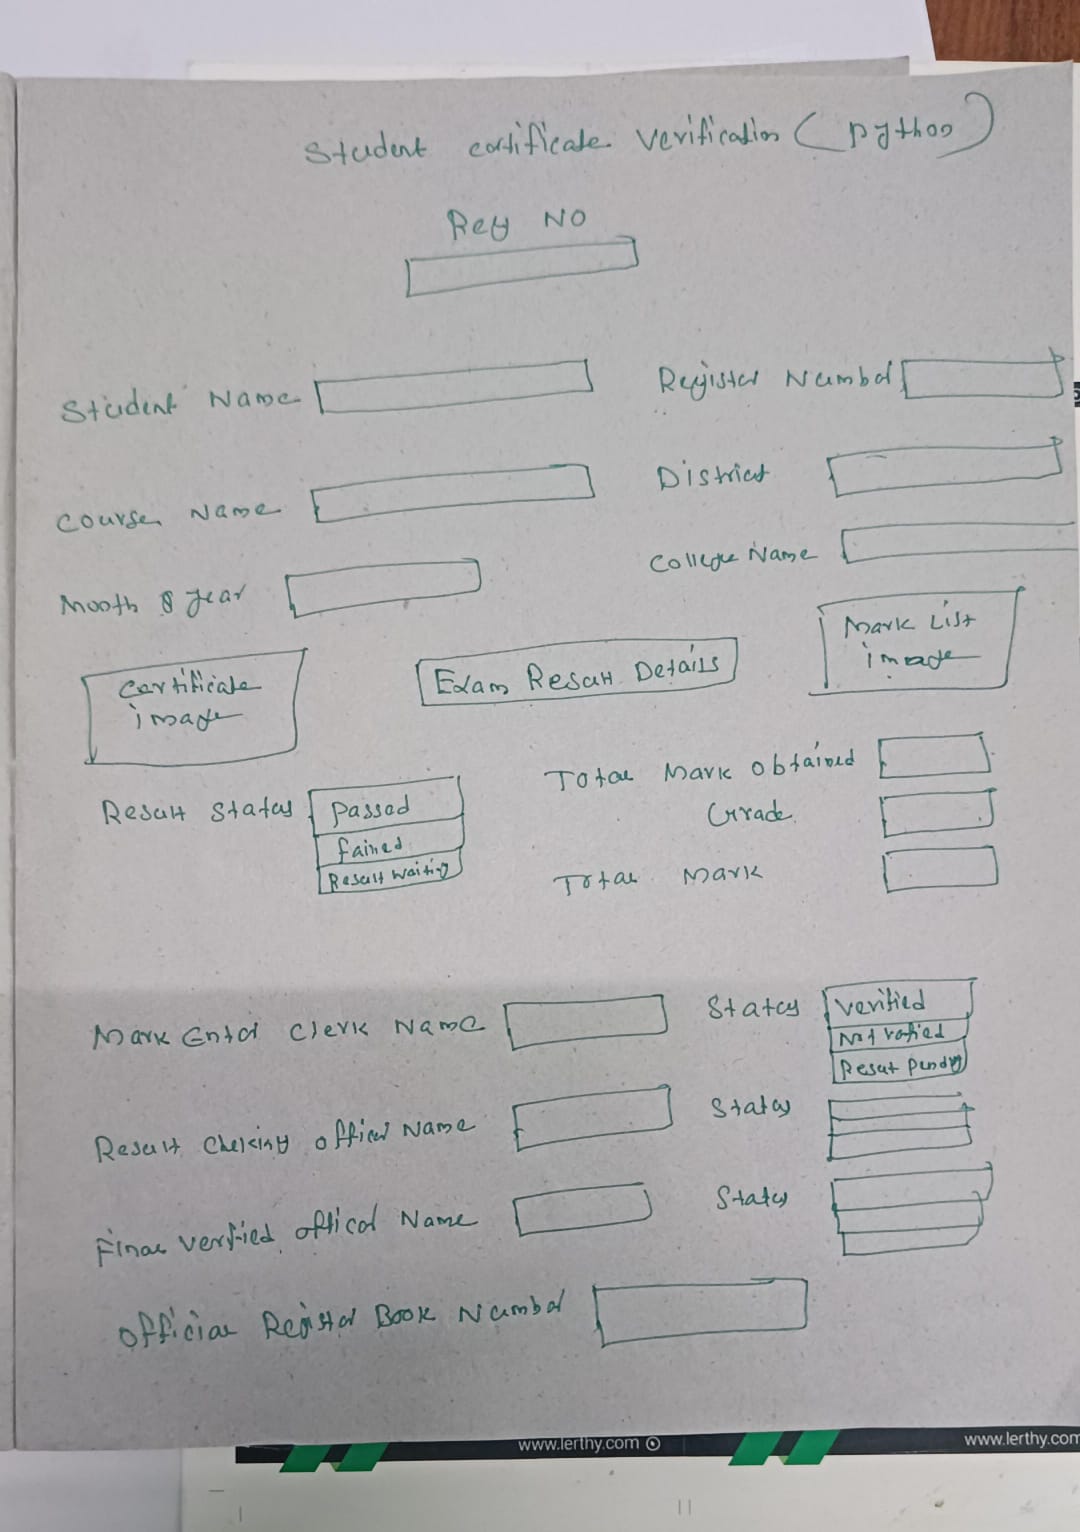 Student certificate Verification (python)
Reg NO
Student Name
Register Number
Course Name
District
College Name
Month & year
Mark List
image
Certificate
image
Exam Result Details
Total Mark Obtained
Result Status
Passed
Grade
failed
Result waiting
Total Mark
Mark Enter Clerk Name
Status
Verified
Not vefied
Result Pending
Result Checking officer Name
Status
Final Verified officer Name
Status
Official Register Book Number
www.lerthy.com
www.lerthy.com